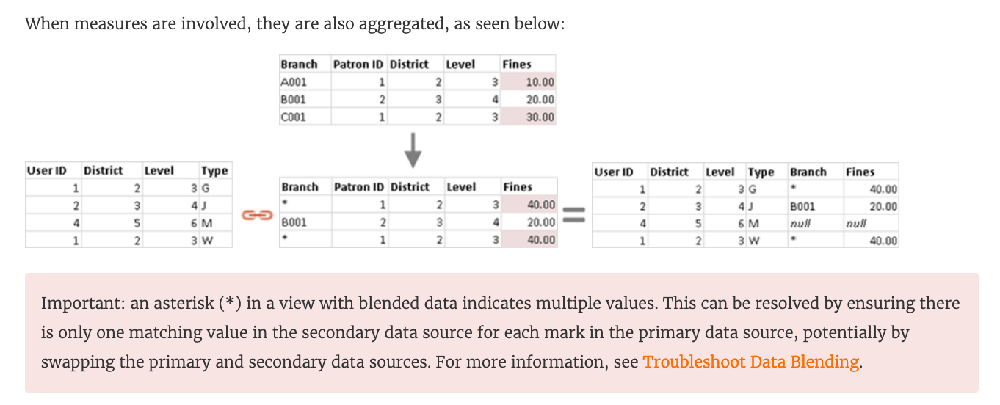 When measures are involved, they are also aggregated, as seen below:
Branch Patron ID District Level Fines
A001 1 2 3 10.00
B001 2 3 4 20.00
C001 1 2 3 30.00
User ID District Level Type
1 2 3 G
2 3 4 J
4 5 6 M
1 2 3 W
Branch Patron ID District Level Fines
* 1 2 3 40.00
B001 2 3 4 20.00
* 1 2 3 40.00
User ID District Level Type Branch Fines
1 2 3 G * 40.00
2 3 4 J B001 20.00
4 5 6 M null null
1 2 3 W * 40.00
Important: an asterisk (*) in a view with blended data indicates multiple values. This can be resolved by ensuring there
is only one matching value in the secondary data source for each mark in the primary data source, potentially by
swapping the primary and secondary data sources. For more information, see Troubleshoot Data Blending.